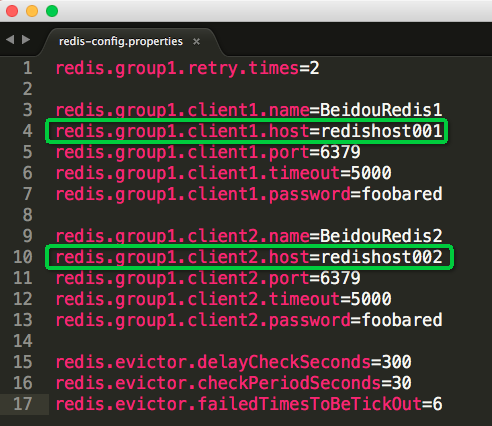 redis-config.properties ×
1 redis.group1.retry.times=2
2
3 redis.group1.client1.name=BeidouRedis1
4 redis.group1.client1.host=redishost001
5 redis.group1.client1.port=6379
6 redis.group1.client1.timeout=5000
7 redis.group1.client1.password=foobared
8
9 redis.group1.client2.name=BeidouRedis2
10 redis.group1.client2.host=redishost002
11 redis.group1.client2.port=6379
12 redis.group1.client2.timeout=5000
13 redis.group1.client2.password=foobared
14
15 redis.evictor.delayCheckSeconds=300
16 redis.evictor.checkPeriodSeconds=30
17 redis.evictor.failedTimesToBeTickOut=6